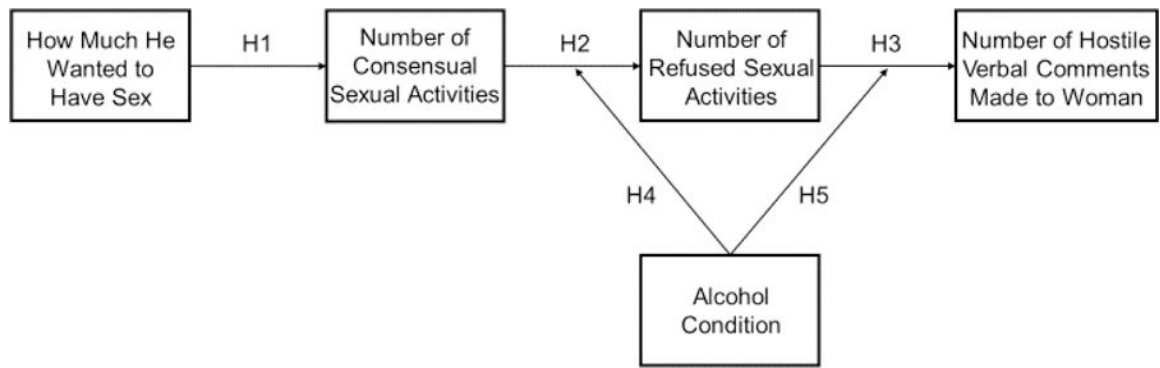 How Much He
Wanted to
Have Sex
H1
Number of
Consensual
Sexual Activities
H2
Number of
Refused Sexual
Activities
H3
Number of Hostile
Verbal Comments
Made to Woman
H4
H5
Alcohol
Condition